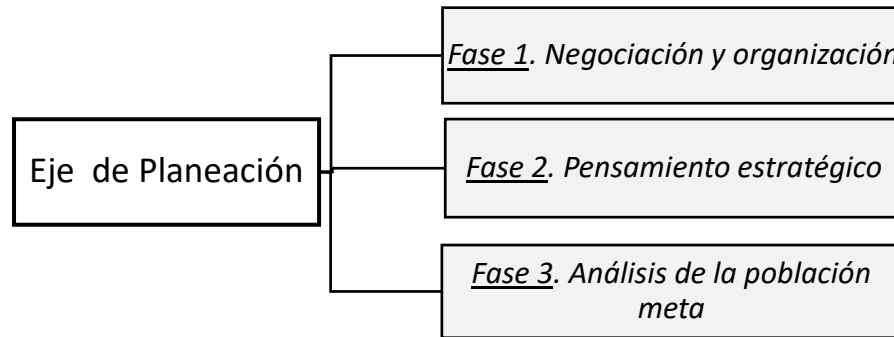 Eje de Planeación
Fase 1. Negociación y organización
Fase 2. Pensamiento estratégico
Fase 3. Análisis de la población
meta